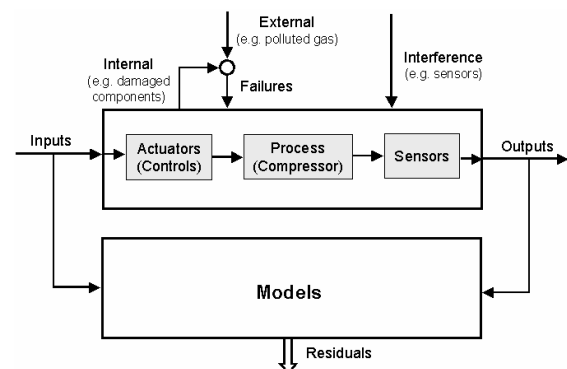 External
(e.g. polluted gas)
Internal
(e.g. damaged
components)
Failures
Interference
(e.g. sensors)
Inputs
Actuators
(Controls)
Process
(Compressor)
Sensors
Outputs
Models
Residuals